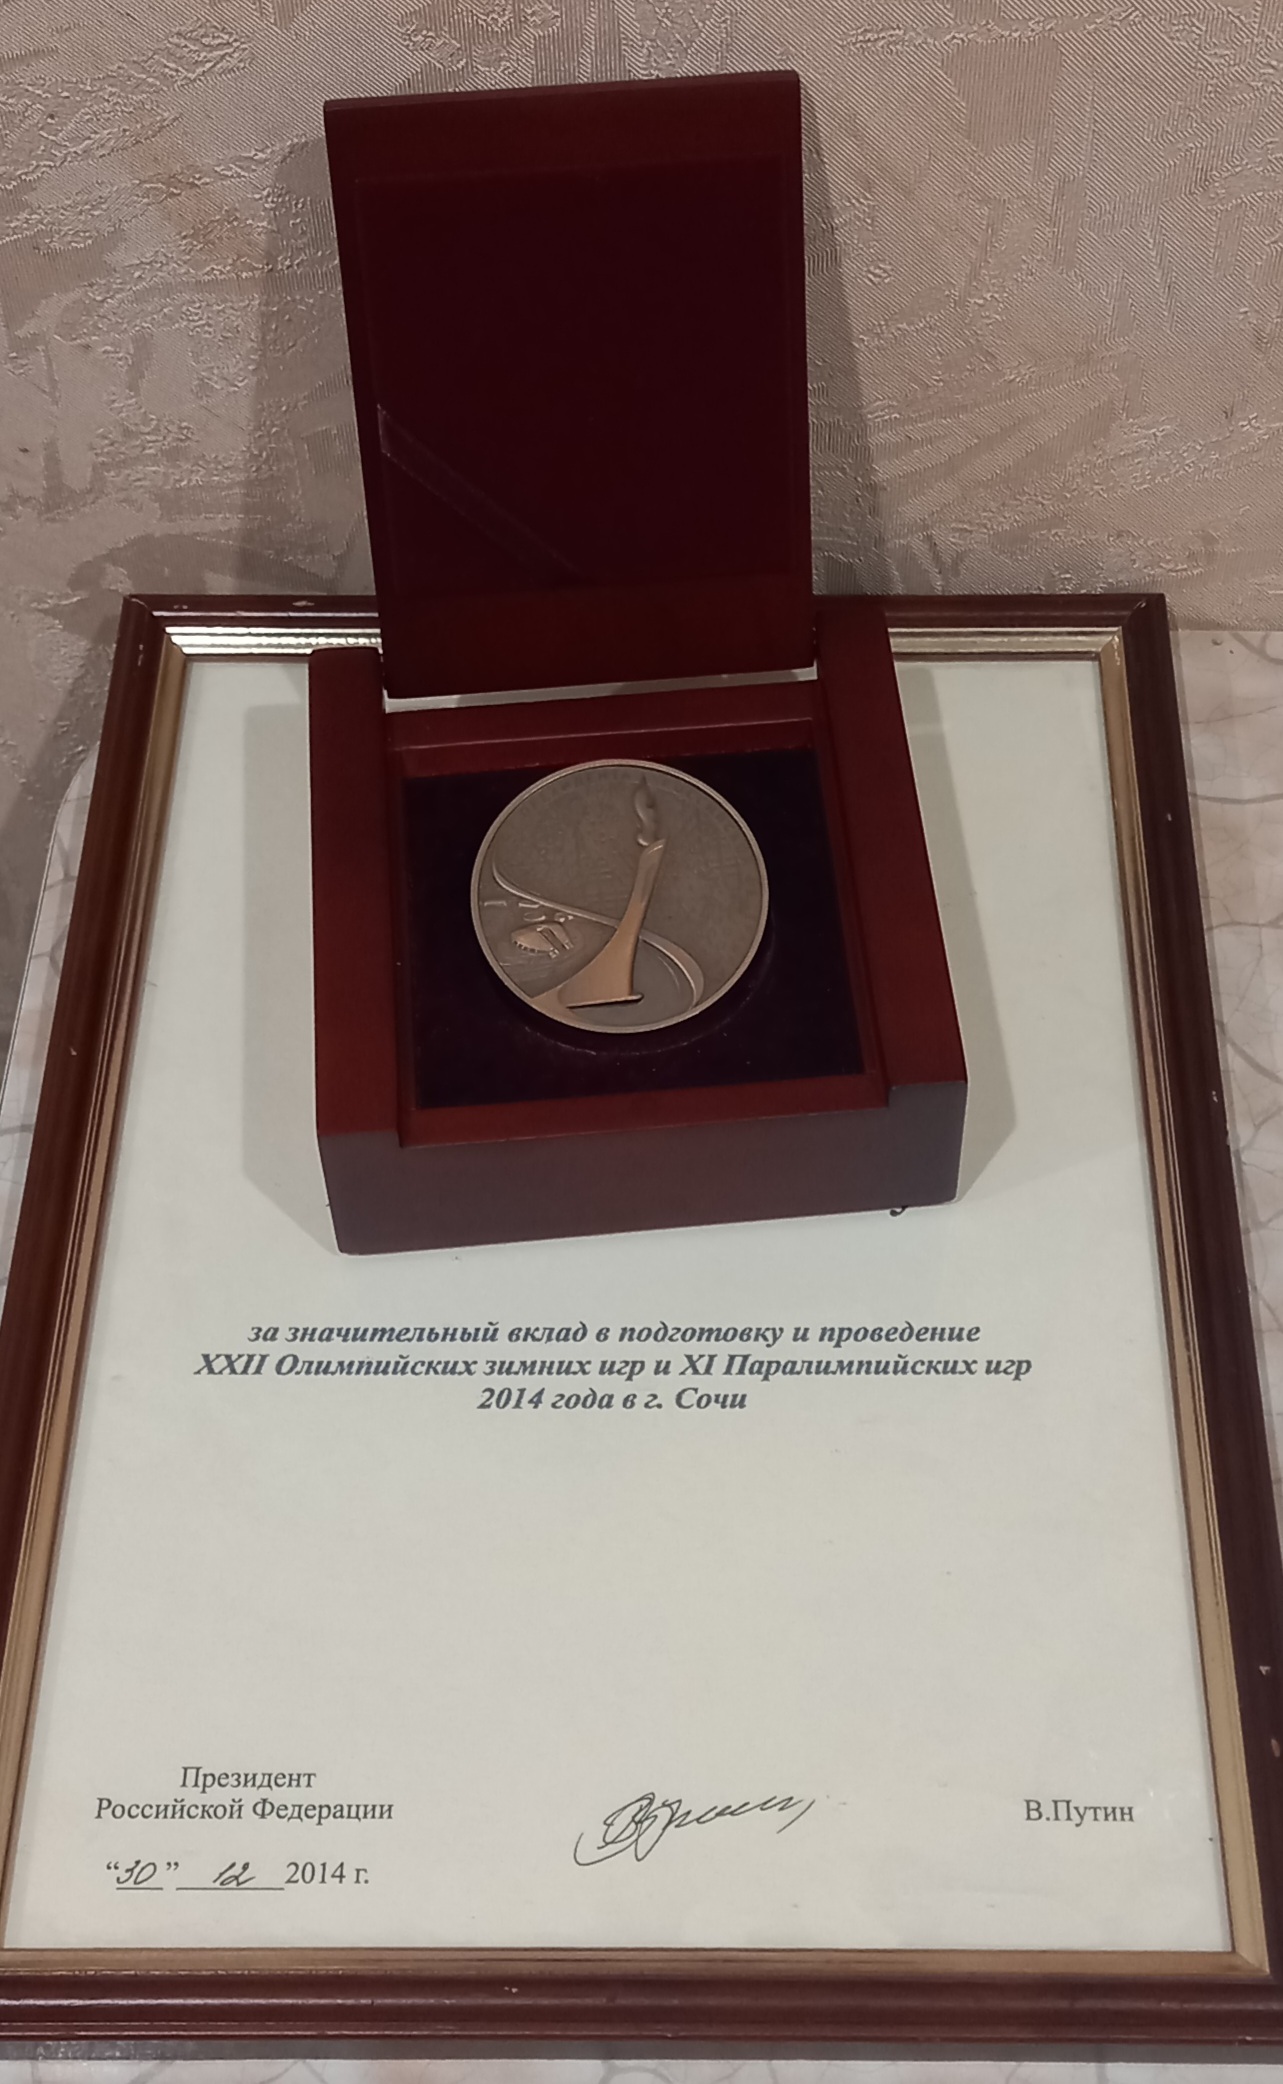 за значительный вклад в подготовку и проведение
XXII Олимпийских зимних игр и XI Паралимпийских игр
2014 года в г. Сочи
Президент
Российской Федерации
В.Путин
“30” 12 2014 г.